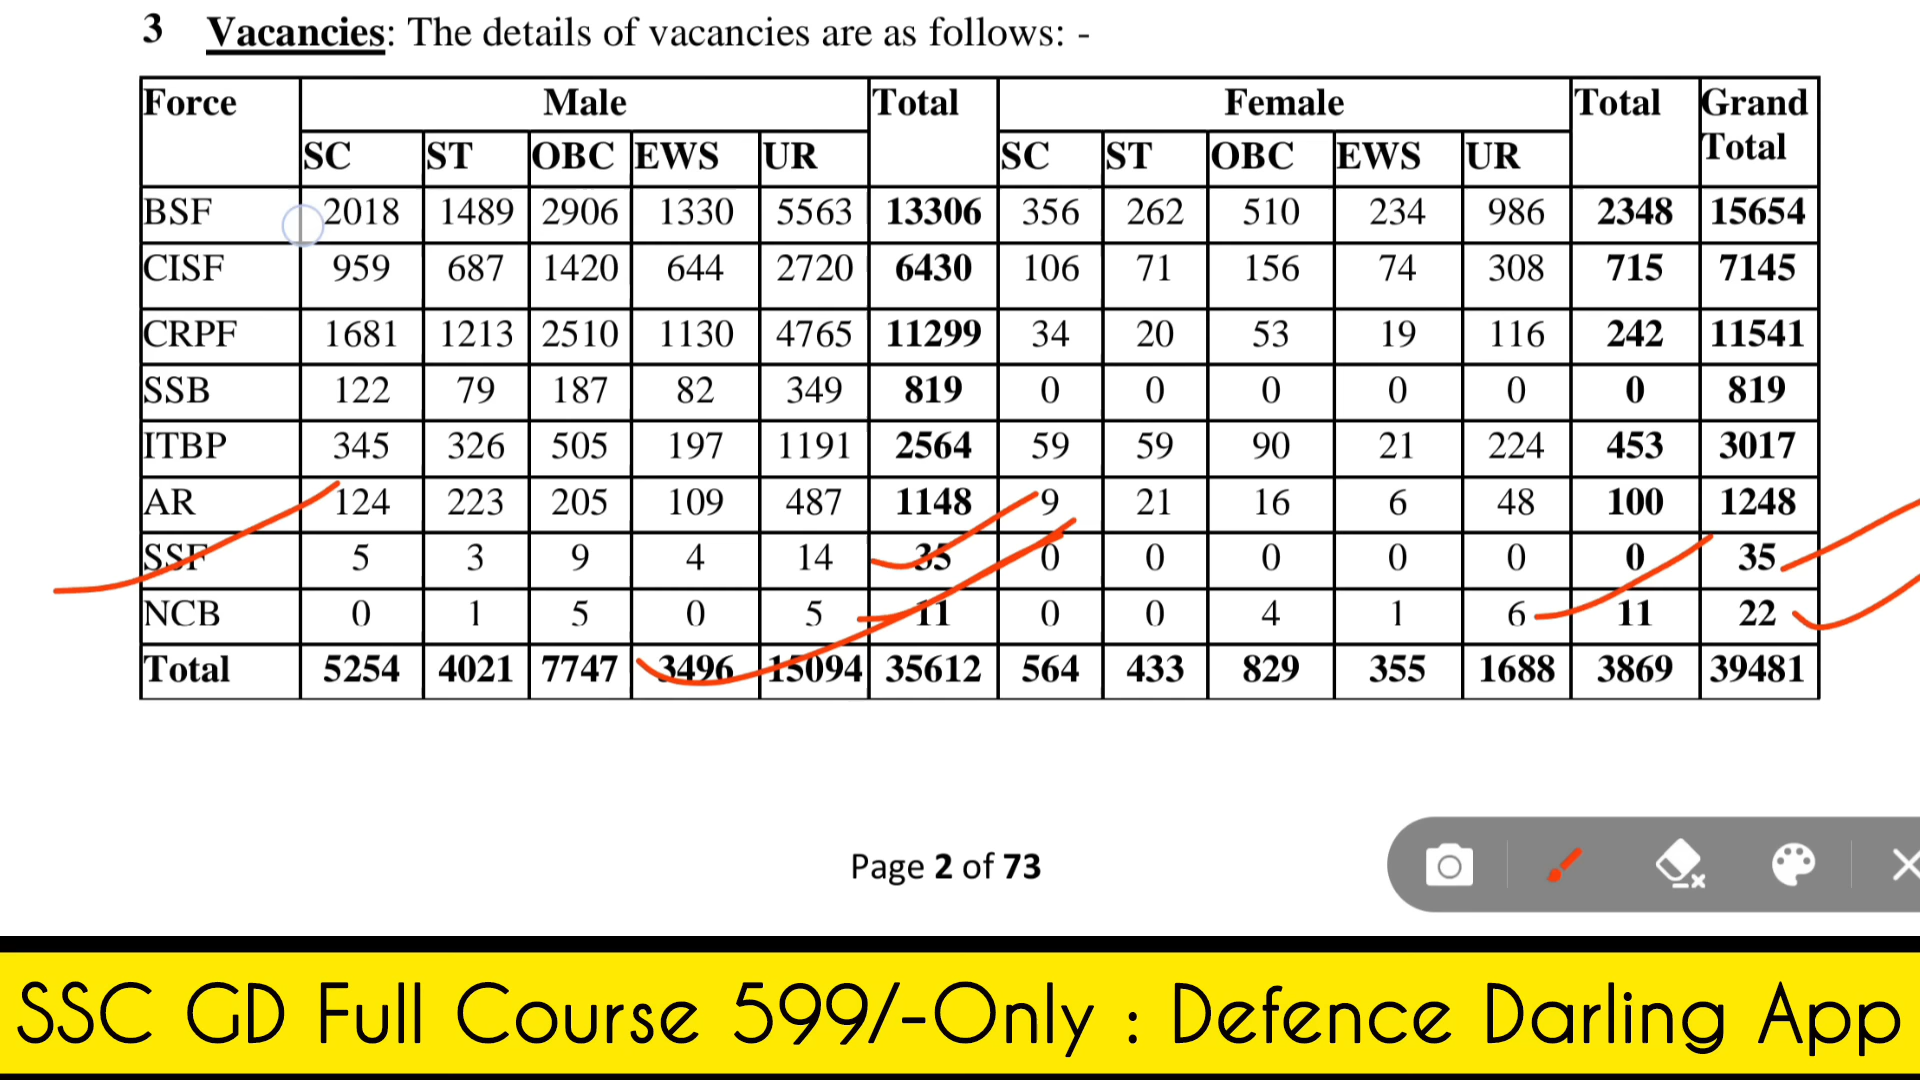 3 Vacancies: The details of vacancies are as follows: -
Force Male Total Female Total Grand Total
SC ST OBC EWS UR SC ST OBC EWS UR
BSF 2018 1489 2906 1330 5563 13306 356 262 510 234 986 2348 15654
CISF 959 687 1420 644 2720 6430 106 71 156 74 308 715 7145
CRPF 1681 1213 2510 1130 4765 11299 34 20 53 19 116 242 11541
SSB 122 79 187 82 349 819 0 0 0 0 0 0 819
ITBP 345 326 505 197 1191 2564 59 59 90 21 224 453 3017
AR 124 223 205 109 487 1148 9 21 16 6 48 100 1248
SSF 5 3 9 4 14 35 0 0 0 0 0 0 35
NCB 0 1 5 0 5 11 0 0 4 1 6 11 22
Total 5254 4021 7747 3496 15094 35612 564 433 829 355 1688 3869 39481
Page 2 of 73
SSC GD Full Course 599/-Only : Defence Darling App